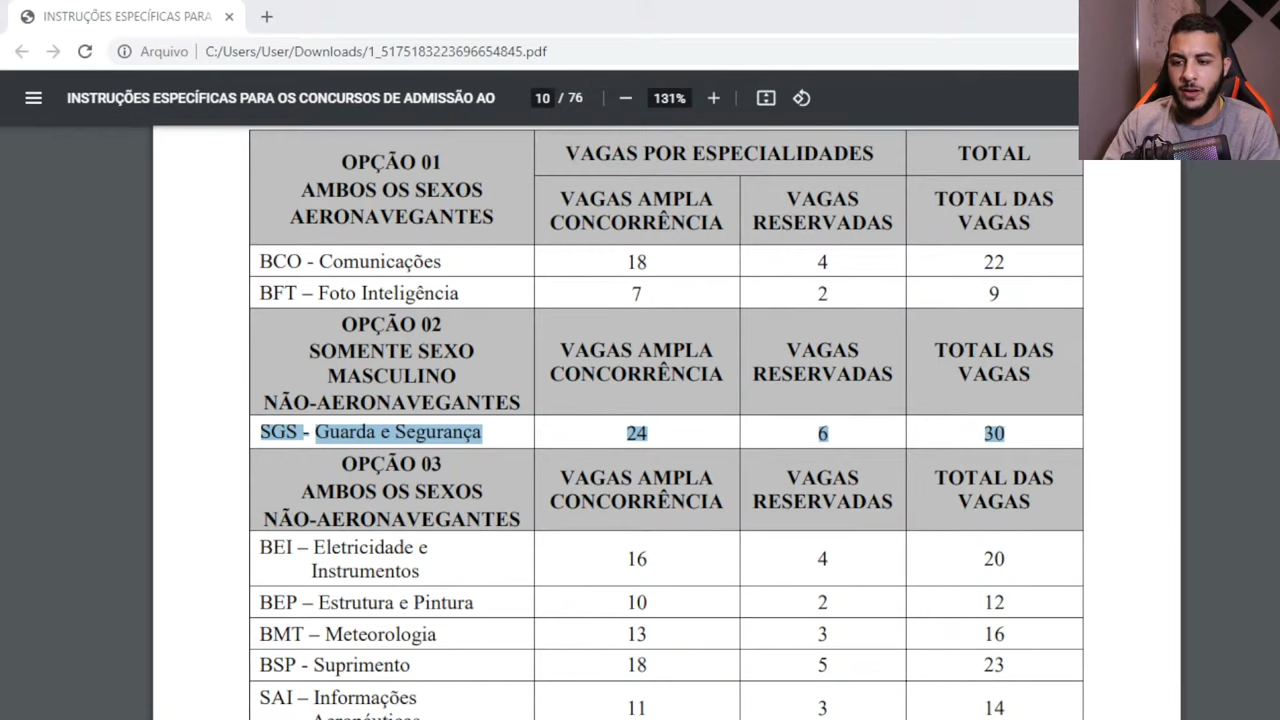 INSTRUÇÕES ESPECÍFICAS PARA
Arquivo
C:/Users/User/Downloads/1_5175183223696654845.pdf
INSTRUÇÕES ESPECÍFICAS PARA OS CONCURSOS DE ADMISSÃO AO
10 / 76
131%
OPÇÃO 01
AMBOS OS SEXOS
AERONAVEGANTES
VAGAS POR ESPECIALIDADES
TOTAL
VAGAS AMPLA
CONCORRÊNCIA
VAGAS
RESERVADAS
TOTAL DAS
VAGAS
BCO - Comunicações 18 4 22
BFT – Foto Inteligência 7 2 9
OPÇÃO 02
SOMENTE SEXO
MASCULINO
NÃO-AERONAVEGANTES
VAGAS AMPLA
CONCORRÊNCIA
VAGAS
RESERVADAS
TOTAL DAS
VAGAS
SGS - Guarda e Segurança 24 6 30
OPÇÃO 03
AMBOS OS SEXOS
NÃO-AERONAVEGANTES
VAGAS AMPLA
CONCORRÊNCIA
VAGAS
RESERVADAS
TOTAL DAS
VAGAS
BEI – Eletricidade e
Instrumentos 16 4 20
BEP – Estrutura e Pintura 10 2 12
BMT – Meteorologia 13 3 16
BSP - Suprimento 18 5 23
SAI – Informações
11 3 14